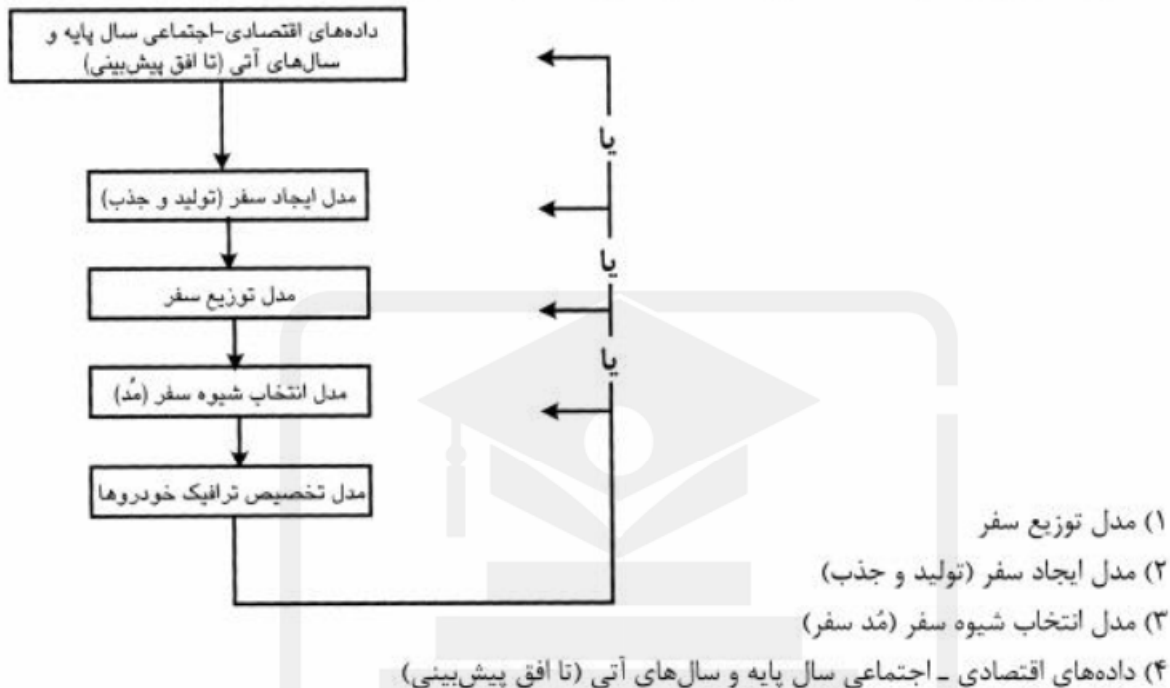 داده‌های اقتصادی-اجتماعی سال پایه و
سال‌های آتی (تا افق پیش‌بینی)
مدل ایجاد سفر (تولید و جذب)
مدل توزیع سفر
مدل انتخاب شیوه سفر (مُد)
مدل تخصیص ترافیک خودروها
یا
یا
یا
۱) مدل توزیع سفر
۲) مدل ایجاد سفر (تولید و جذب)
۳) مدل انتخاب شیوه سفر (مُد سفر)
۴) داده‌های اقتصادی ـ اجتماعی سال پایه و سال‌های آتی (تا افق پیش‌بینی)